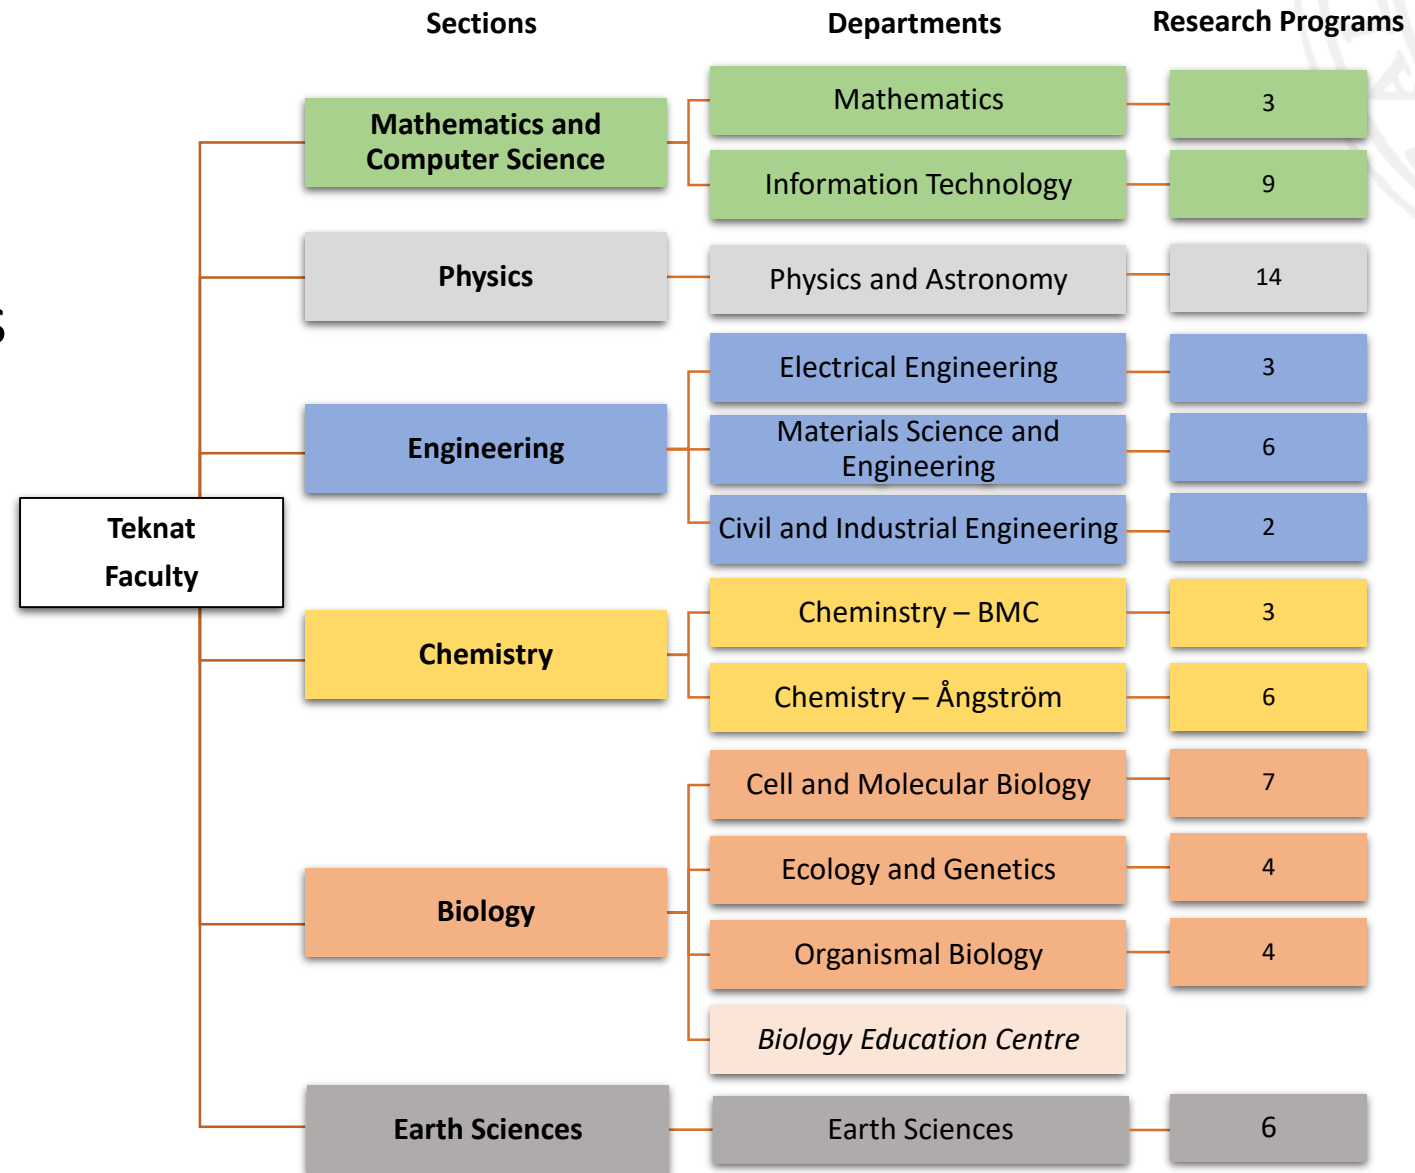 Sections
Departments
Research Programs
s
Teknat
Faculty
Mathematics and
Computer Science
Mathematics
3
Information Technology
9
Physics
Physics and Astronomy
14
Engineering
Electrical Engineering
3
Materials Science and
Engineering
6
Civil and Industrial Engineering
2
Chemistry
Cheminstry – BMC
3
Chemistry – Ångström
6
Biology
Cell and Molecular Biology
7
Ecology and Genetics
4
Organismal Biology
4
Biology Education Centre
Earth Sciences
Earth Sciences
6